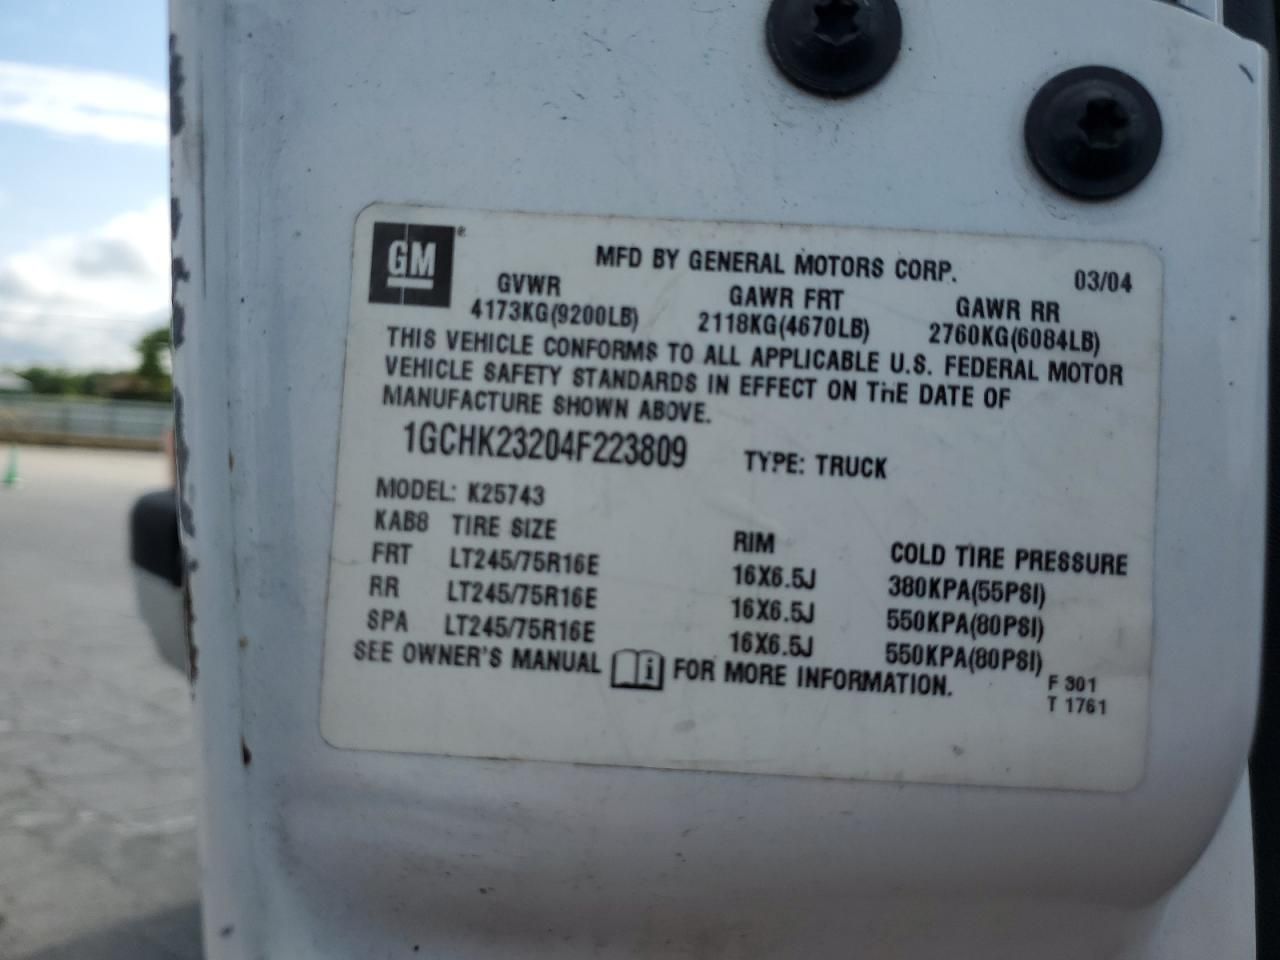 GM®
MFD BY GENERAL MOTORS CORP. 03/04
GVWR GAWR FRT GAWR RR
4173KG(9200LB) 2118KG(4670LB) 2760KG(6084LB)
THIS VEHICLE CONFORMS TO ALL APPLICABLE U.S. FEDERAL MOTOR
VEHICLE SAFETY STANDARDS IN EFFECT ON THE DATE OF
MANUFACTURE SHOWN ABOVE.
1GCHK23204F223809 TYPE: TRUCK
MODEL: K25743
KAB8 TIRE SIZE RIM COLD TIRE PRESSURE
FRT LT245/75R16E 16X6.5J 380KPA(55PSI)
RR LT245/75R16E 16X6.5J 550KPA(80PSI)
SPA LT245/75R16E 16X6.5J 550KPA(80PSI)
SEE OWNER'S MANUAL i FOR MORE INFORMATION.
F 301
T 1761